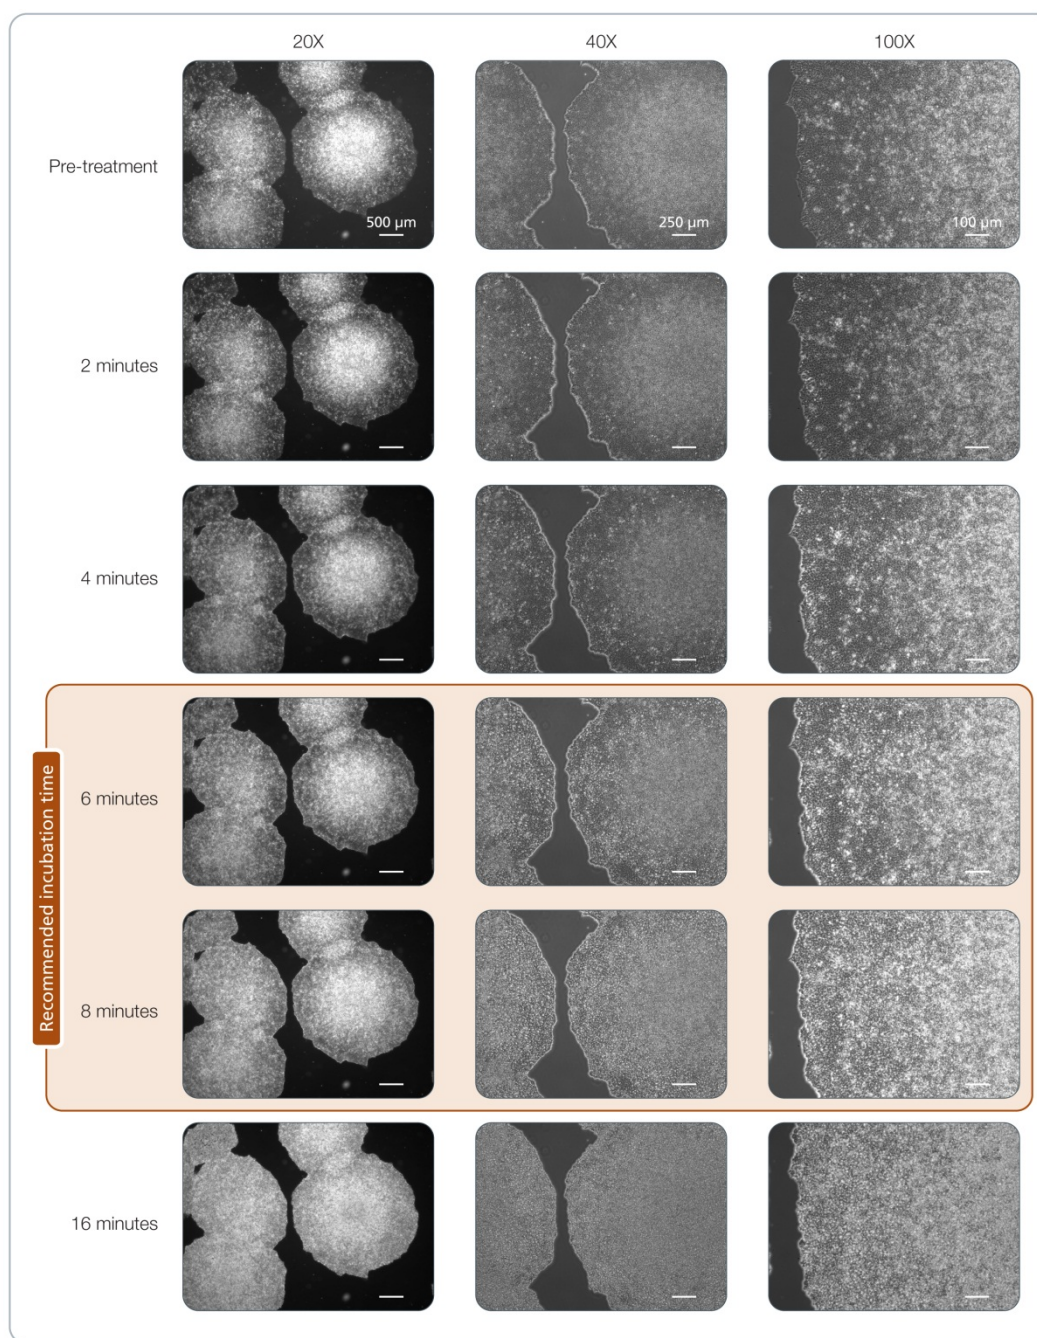 20X
40X
100X
Pre-treatment
500 µm
250 µm
100 µm
2 minutes
4 minutes
Recommended incubation time
6 minutes
8 minutes
16 minutes